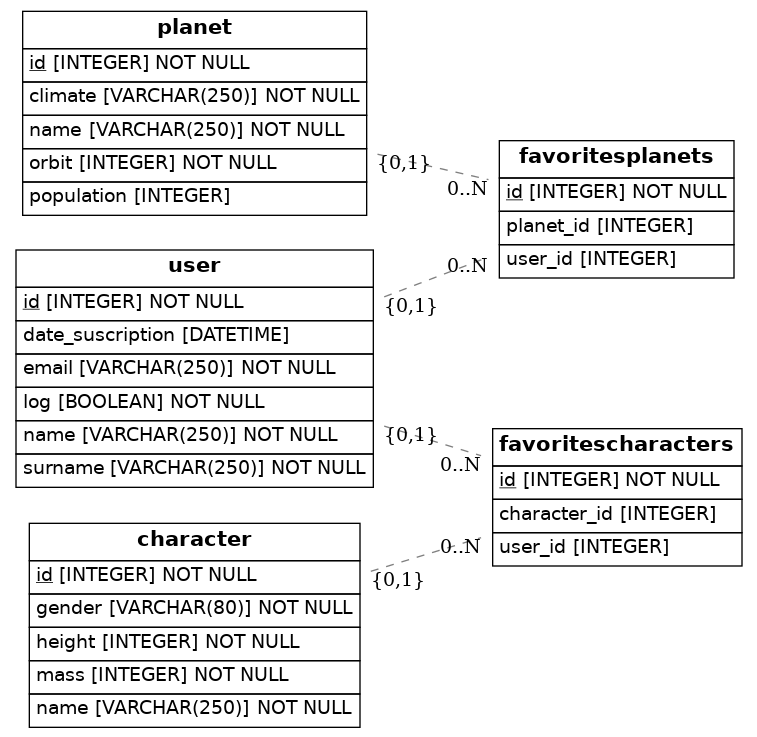 planet
id [INTEGER] NOT NULL
climate [VARCHAR(250)] NOT NULL
name [VARCHAR(250)] NOT NULL
orbit [INTEGER] NOT NULL
population [INTEGER]
{0,1}
0..N
favoritesplanets
id [INTEGER] NOT NULL
planet_id [INTEGER]
user_id [INTEGER]
user
id [INTEGER] NOT NULL
date_suscription [DATETIME]
email [VARCHAR(250)] NOT NULL
log [BOOLEAN] NOT NULL
name [VARCHAR(250)] NOT NULL
surname [VARCHAR(250)] NOT NULL
0..N
{0,1}
{0,1}
0..N
favoritescharacters
id [INTEGER] NOT NULL
character_id [INTEGER]
user_id [INTEGER]
character
id [INTEGER] NOT NULL
gender [VARCHAR(80)] NOT NULL
height [INTEGER] NOT NULL
mass [INTEGER] NOT NULL
name [VARCHAR(250)] NOT NULL
0..N
{0,1}